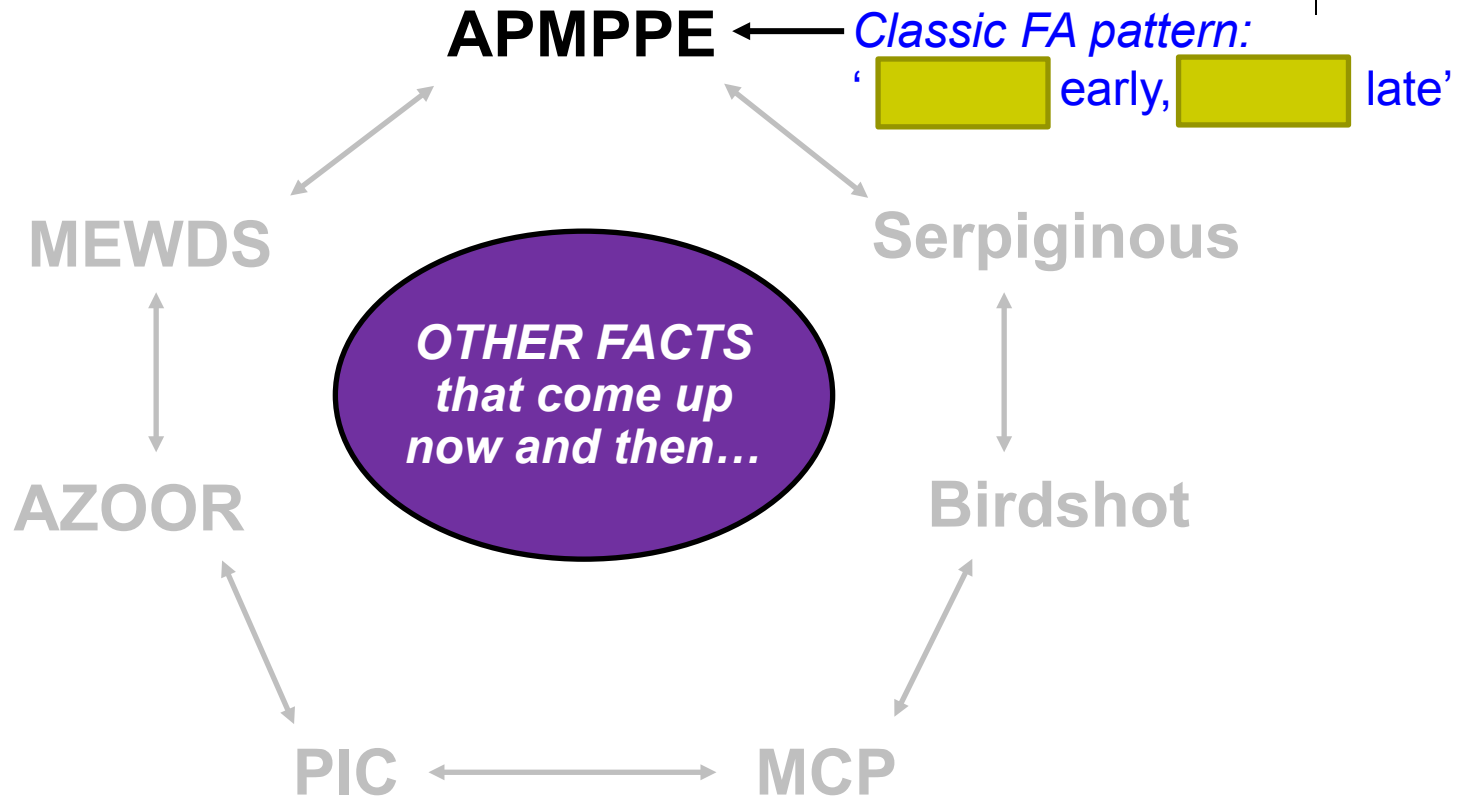 APMPPE
Classic FA pattern:
‘ early, late’
MEWDS
Serpiginous
OTHER FACTS
that come up
now and then…
AZOOR
Birdshot
PIC
MCP